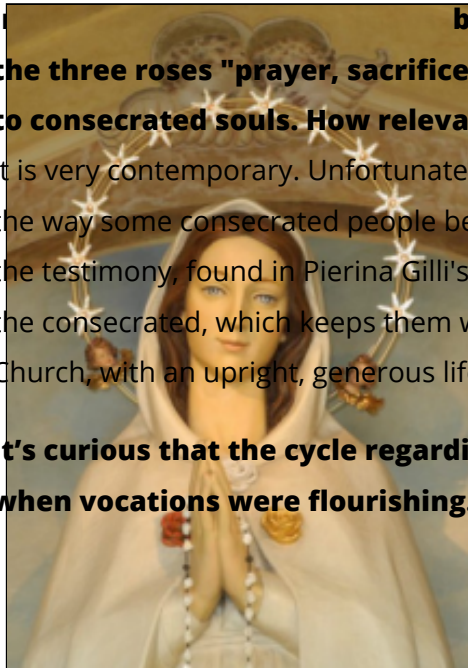 b
the three roses "prayer, sacrifice
to consecrated souls. How releva
t is very contemporary. Unfortunate
the way some consecrated people be
the testimony, found in Pierina Gilli's
the consecrated, which keeps them w
Church, with an upright, generous lif
t’s curious that the cycle regardi
when vocations were flourishing.